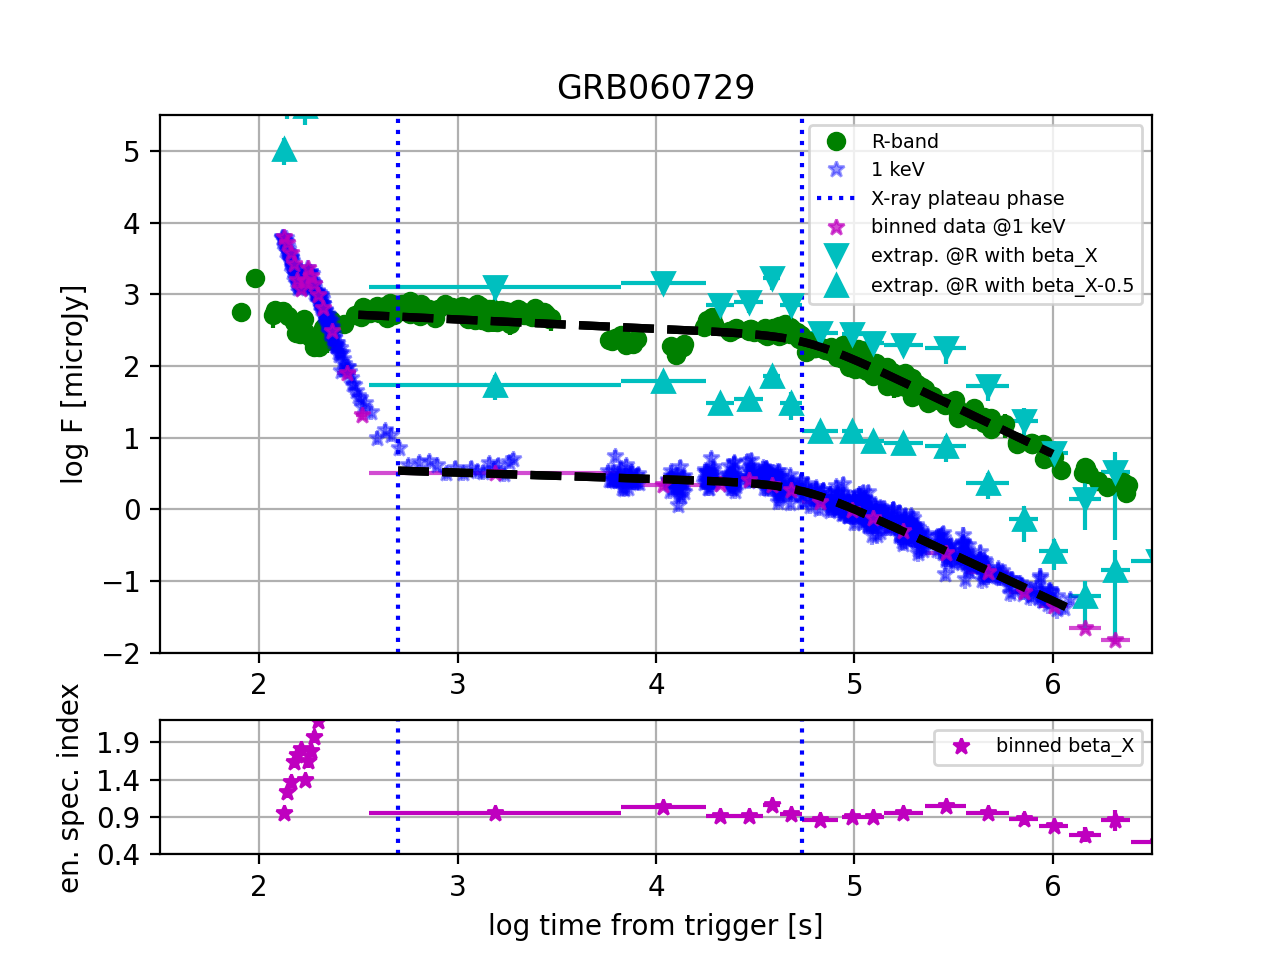 GRB060729
log F [microJy]
5
4
3
2
1
0
−1
−2
R-band
1 keV
X-ray plateau phase
binned data @1 keV
extrap. @R with beta_X
extrap. @R with beta_X-0.5
2 3 4 5 6
en. spec. index
1.9
1.4
0.9
0.4
binned beta_X
2 3 4 5 6
log time from trigger [s]